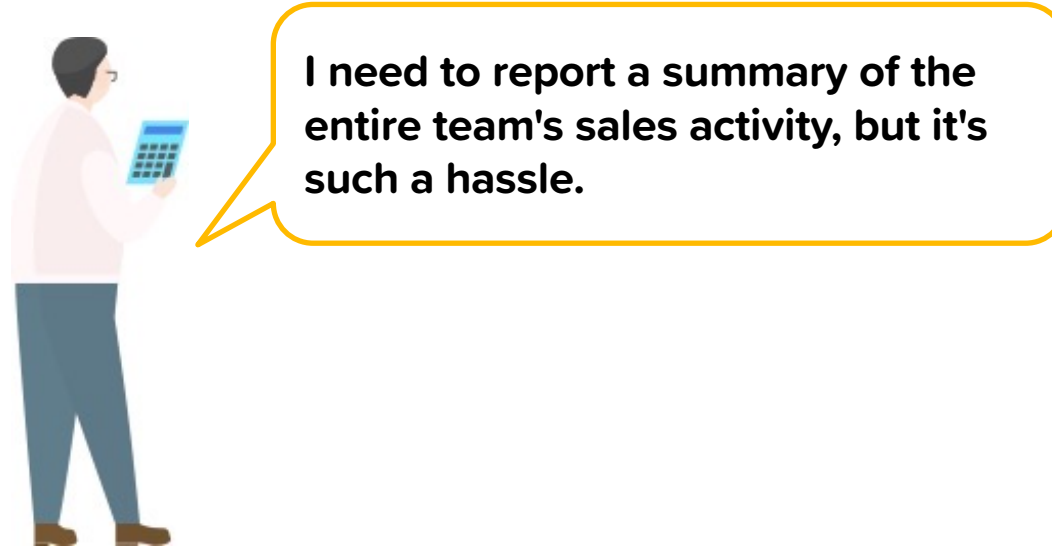 I need to report a summary of the
entire team's sales activity, but it's
such a hassle.